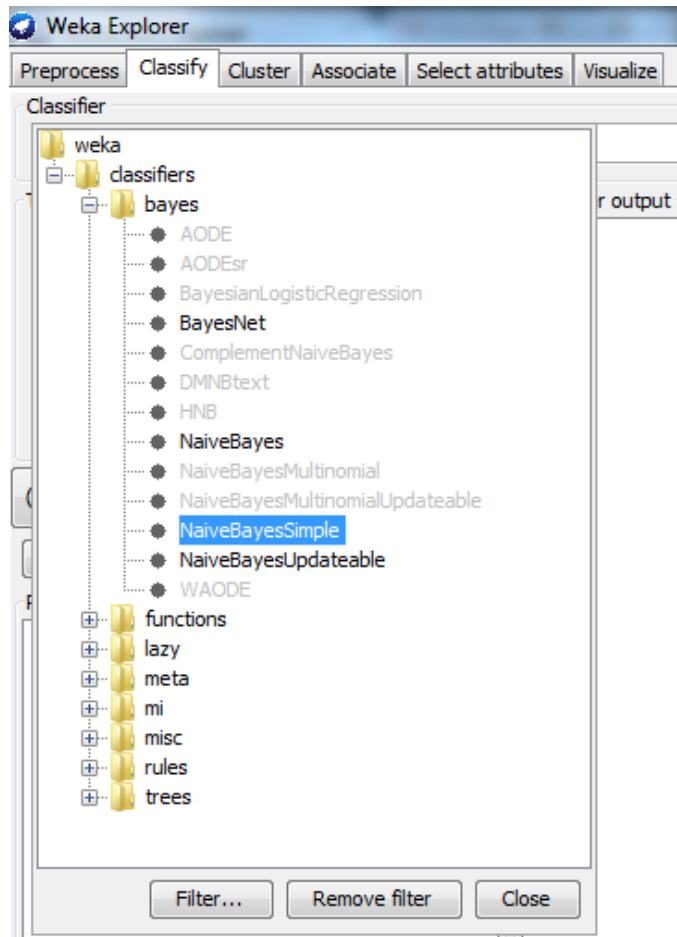 Weka Explorer
Preprocess Classify Cluster Associate Select attributes Visualize
Classifier
weka
classifiers
r output
bayes
AODE
AODEsr
BayesianLogisticRegression
BayesNet
ComplementNaiveBayes
DMNBtext
HNB
NaiveBayes
NaiveBayesMultinomial
NaiveBayesMultinomialUpdateable
NaiveBayesSimple
NaiveBayesUpdateable
WAODE
functions
lazy
meta
mi
misc
rules
trees
Filter... Remove filter Close